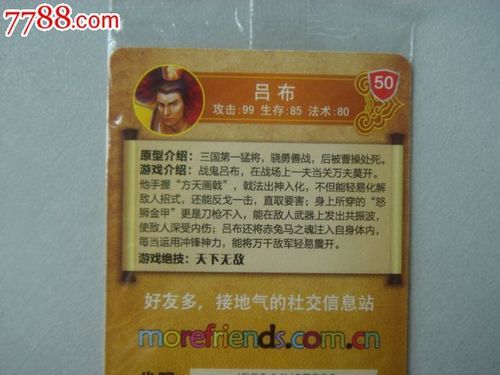 7788.com
吕布
50
攻击:99 生存:85 法术:80
原型介绍：三国第一猛将，骁勇善战，后被曹操处死。
游戏介绍：战鬼吕布，在战场上一夫当关万夫莫开。
他手握“方天画戟，戟法出神入化，不但能轻易化解
敌人招式，还能反戈一击，直取要害；身上所穿的“怒
狮金甲”更是刀枪不入，能在敌人武器上发出共振波，
使敌人深受内伤；吕布还将赤兔马之魂注入自身体内，
每当运用冲锋神力，能将万千敌军轻易震开。
游戏绝技：天下无敌
好友多，接地气的社交信息站
morefriends.com.cn